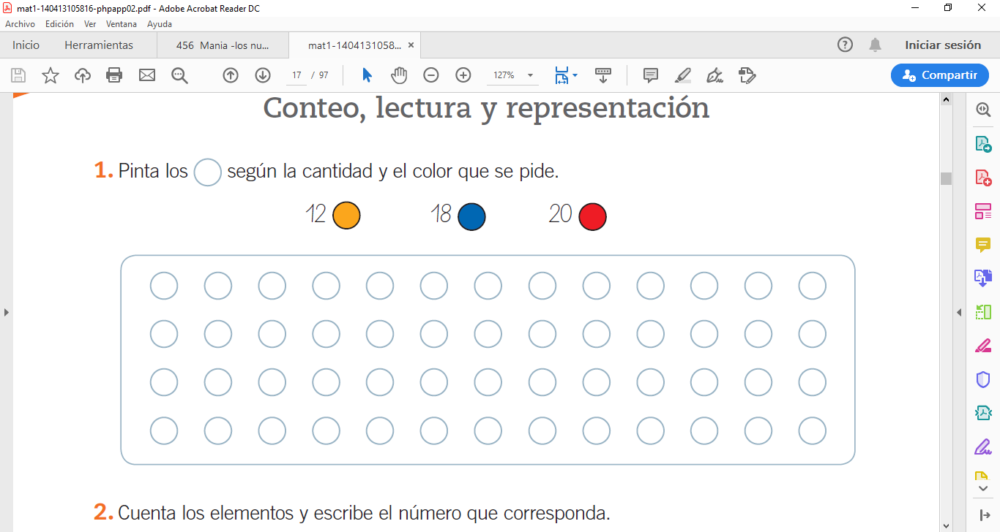 mat1-140413105816-phpapp02.pdf - Adobe Acrobat Reader DC
Archivo Edición Ver Ventana Ayuda
Inicio Herramientas 456 Mania -los nu... mat1-1404131058... × Iniciar sesión
17 / 97 127% Compartir
Conteo, lectura y representación
1. Pinta los según la cantidad y el color que se pide.
12 18 20
2. Cuenta los elementos y escribe el número que corresponda.